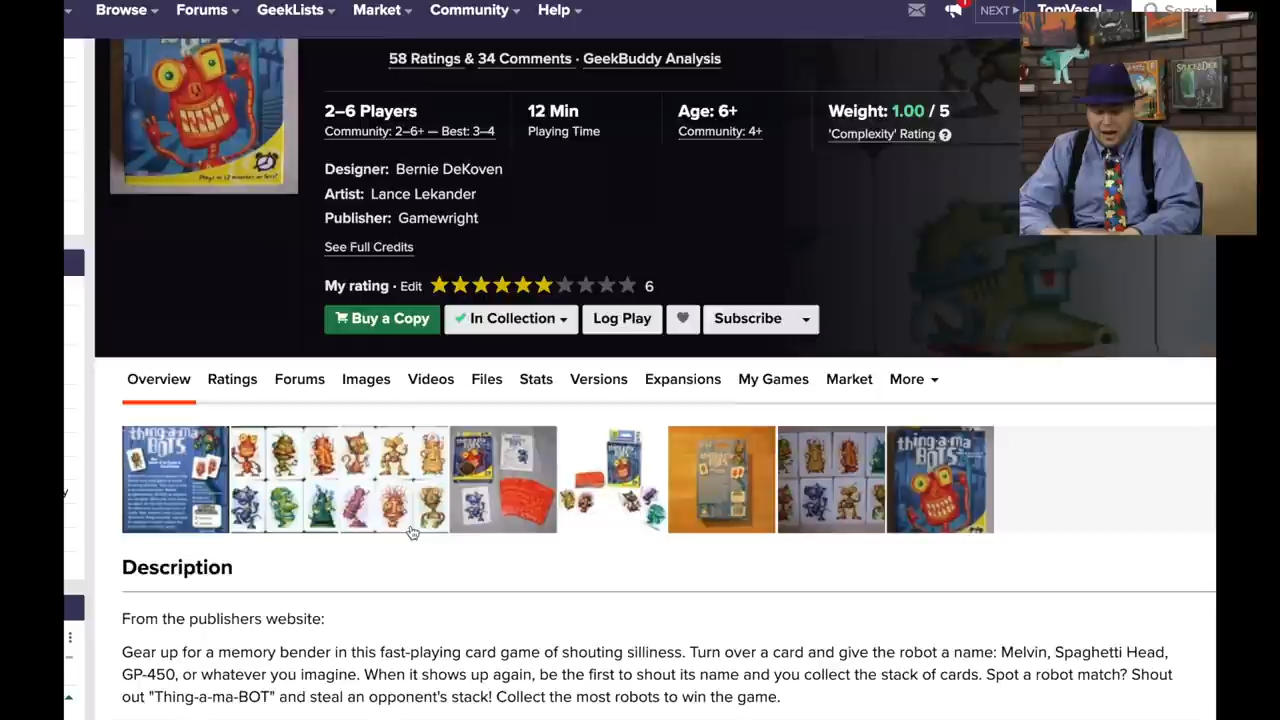 Browse Forums GeekLists Market Community Help NEXT TomVasel Search
1
58 Ratings & 34 Comments · GeekBuddy Analysis
2–6 Players 12 Min Age: 6+ Weight: 1.00 / 5
Community: 2–6+ — Best: 3–4 Playing Time Community: 4+ 'Complexity' Rating
Designer: Bernie DeKoven
Artist: Lance Lekander
Publisher: Gamewright
See Full Credits
My rating · Edit 6
Buy a Copy In Collection Log Play Subscribe
Overview Ratings Forums Images Videos Files Stats Versions Expansions My Games Market More
thing-a-ma BOTS
thing-a-ma BOTS
Description
From the publishers website:
Gear up for a memory bender in this fast-playing card game of shouting silliness. Turn over a card and give the robot a name: Melvin, Spaghetti Head,
GP-450, or whatever you imagine. When it shows up again, be the first to shout its name and you collect the stack of cards. Spot a robot match? Shout
out "Thing-a-ma-BOT" and steal an opponent's stack! Collect the most robots to win the game.